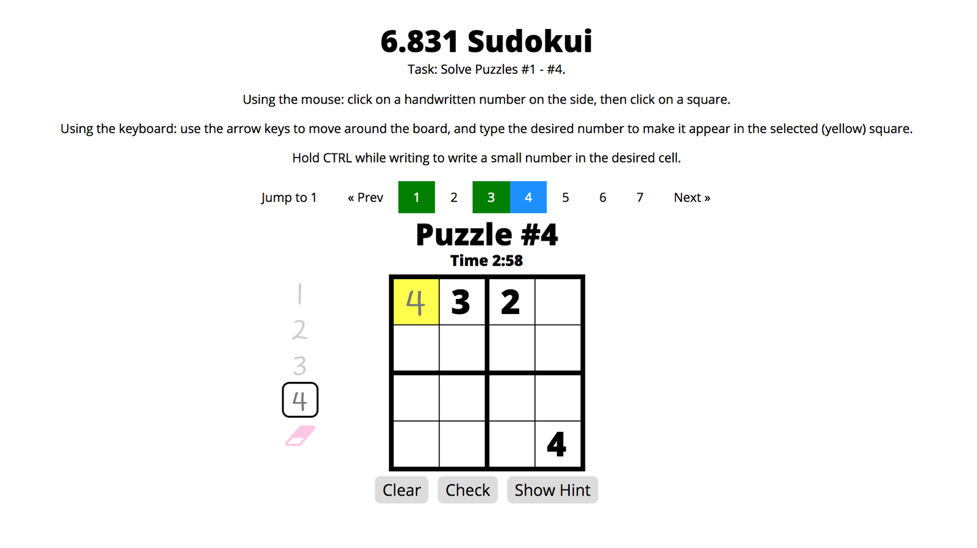 6.831 Sudokui
Task: Solve Puzzles #1 - #4.
Using the mouse: click on a handwritten number on the side, then click on a square.
Using the keyboard: use the arrow keys to move around the board, and type the desired number to make it appear in the selected (yellow) square.
Hold CTRL while writing to write a small number in the desired cell.
Jump to 1 « Prev 1 2 3 4 5 6 7 Next »
Puzzle #4
Time 2:58
1
2
3
4
4 3 2
4
Clear Check Show Hint